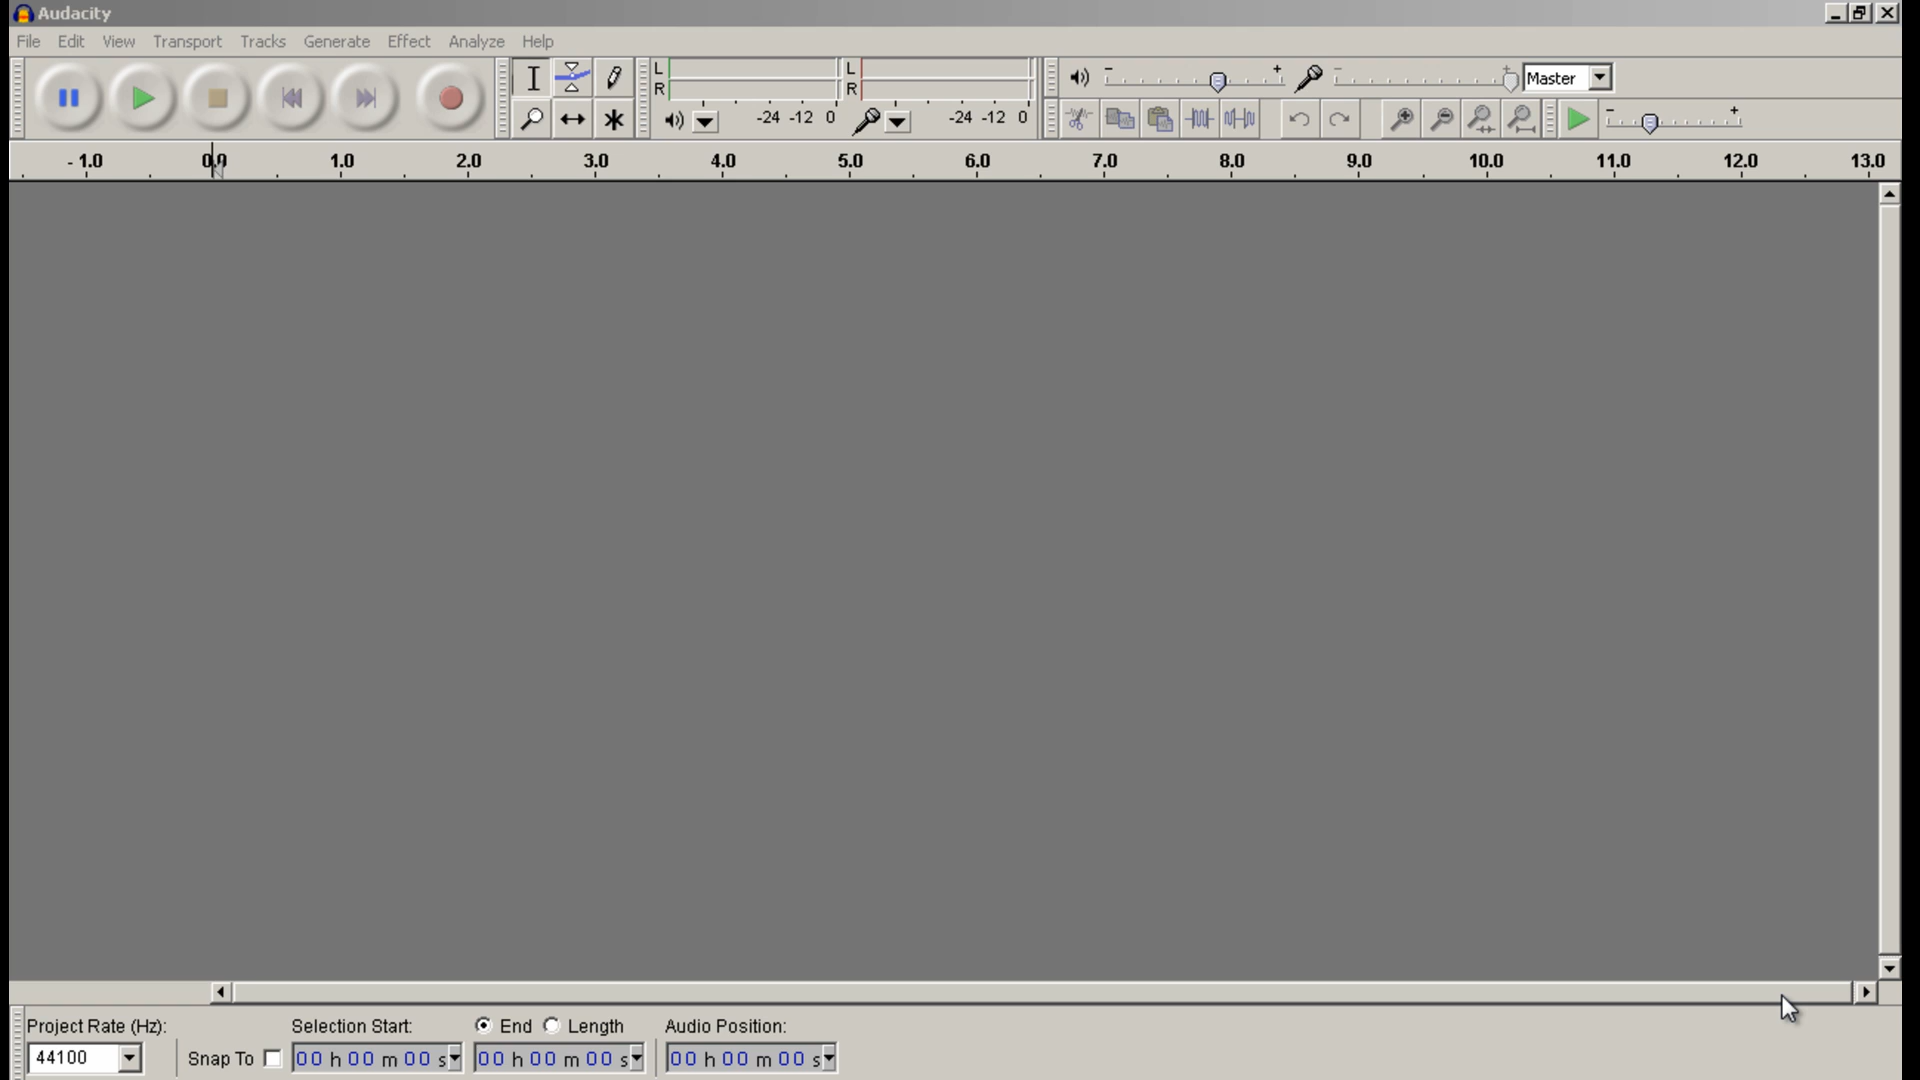 Audacity
File Edit View Transport Tracks Generate Effect Analyze Help
L L - + - + Master
R R
-24 -12 0 -24 -12 0 - +
- 1.0 0.0 1.0 2.0 3.0 4.0 5.0 6.0 7.0 8.0 9.0 10.0 11.0 12.0 13.0
Project Rate (Hz): Selection Start: End Length Audio Position:
44100 Snap To 00 h 00 m 00 s 00 h 00 m 00 s 00 h 00 m 00 s